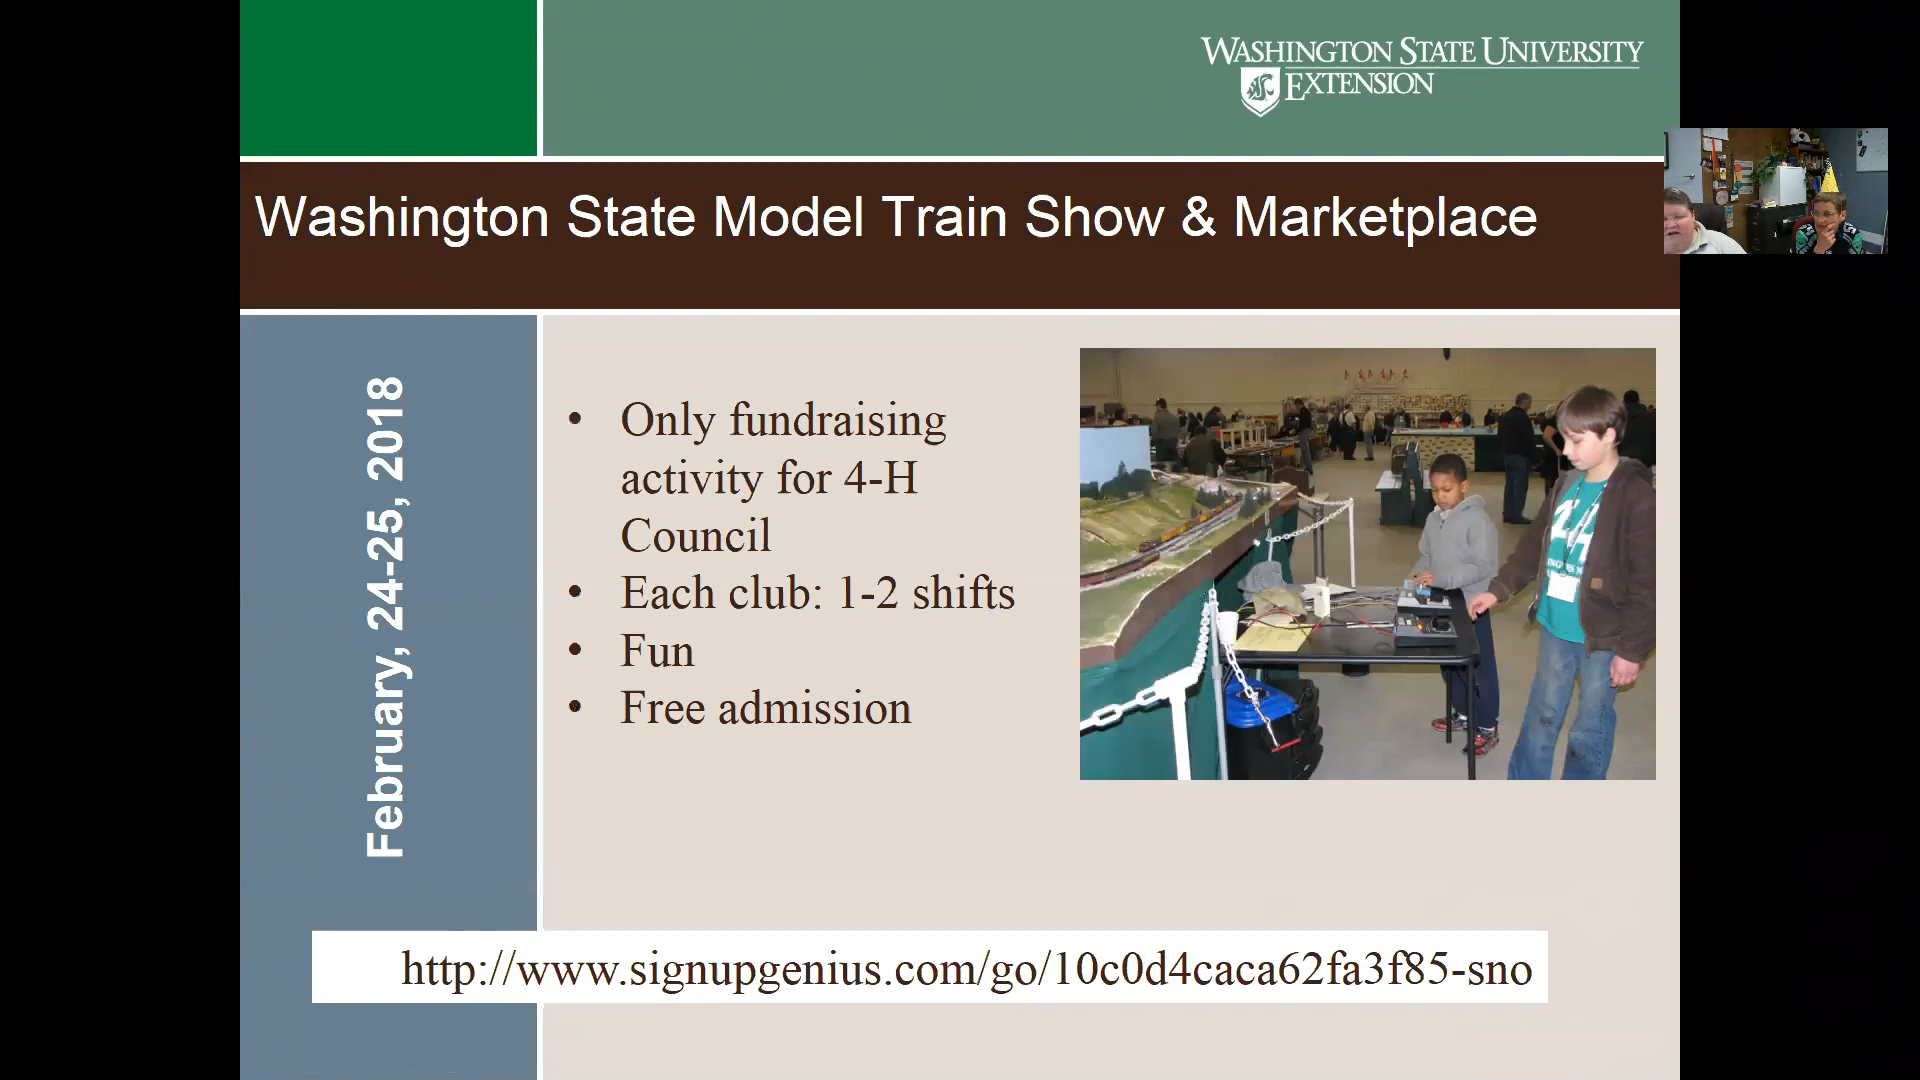 WASHINGTON STATE UNIVERSITY
EXTENSION
Washington State Model Train Show & Marketplace
February, 24-25, 2018
• Only fundraising
activity for 4-H
Council
• Each club: 1-2 shifts
• Fun
• Free admission
http://www.signupgenius.com/go/10c0d4caca62fa3f85-sno